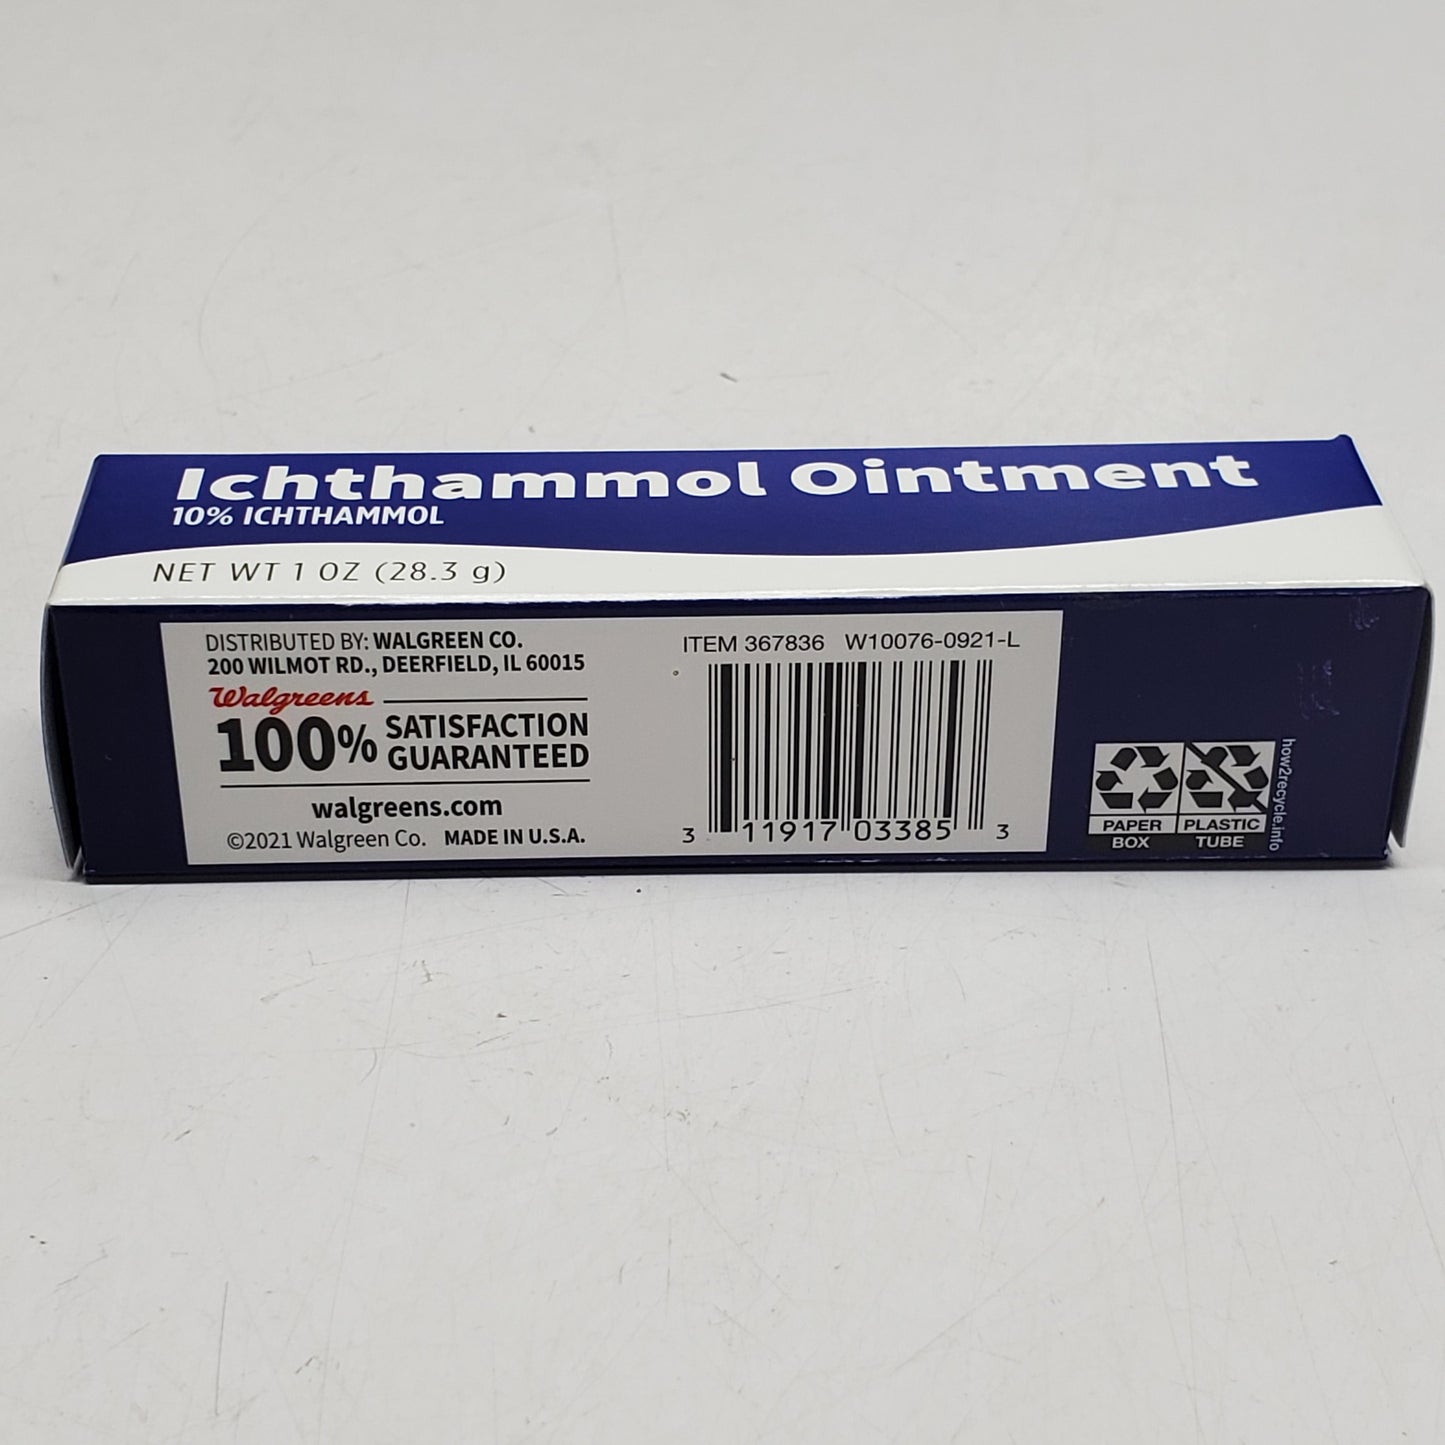 Ichthammol Ointment
10% ICHTHAMMOL
NET WT 1 OZ (28.3 g)
DISTRIBUTED BY: WALGREEN CO.
200 WILMOT RD., DEERFIELD, IL 60015
Walgreens
100% SATISFACTION
GUARANTEED
walgreens.com
©2021 Walgreen Co. MADE IN U.S.A.
ITEM 367836 W10076-0921-L
3 11917 03385 3
PAPER PLASTIC
BOX TUBE
how2recycle.info